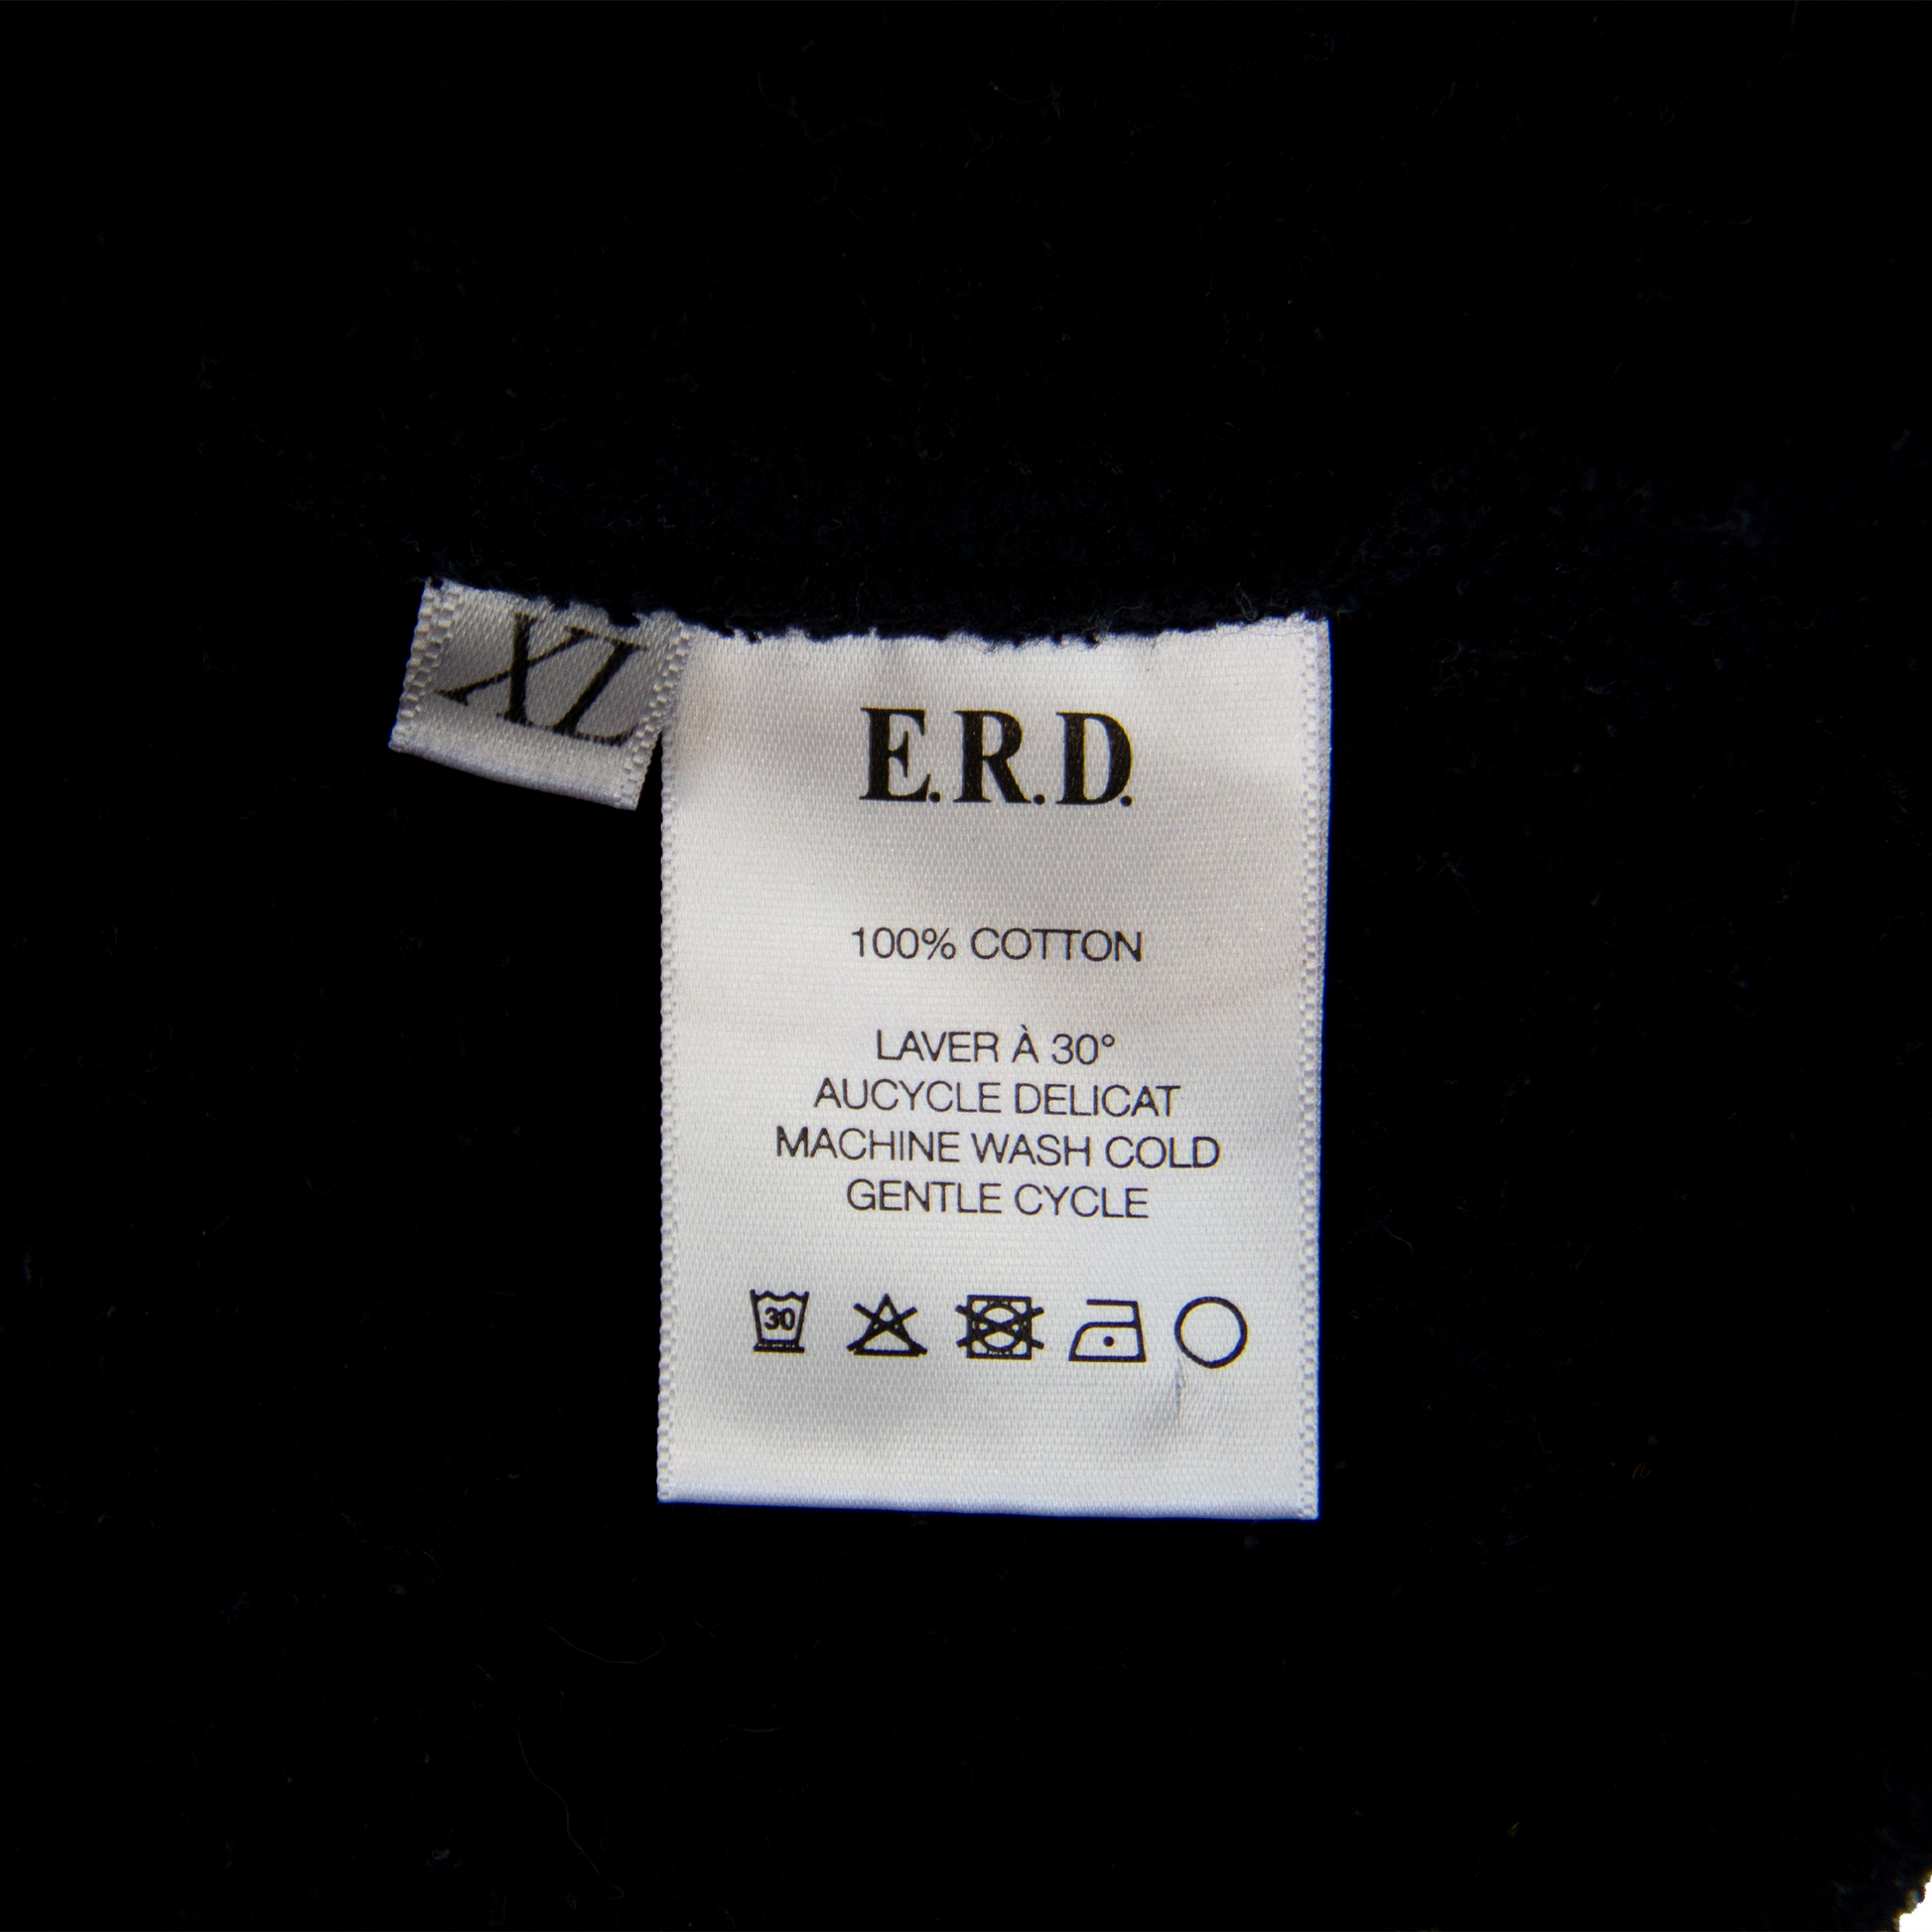 XL
E.R.D.
100% COTTON
LAVER À 30°
AUCYCLE DELICAT
MACHINE WASH COLD
GENTLE CYCLE
30